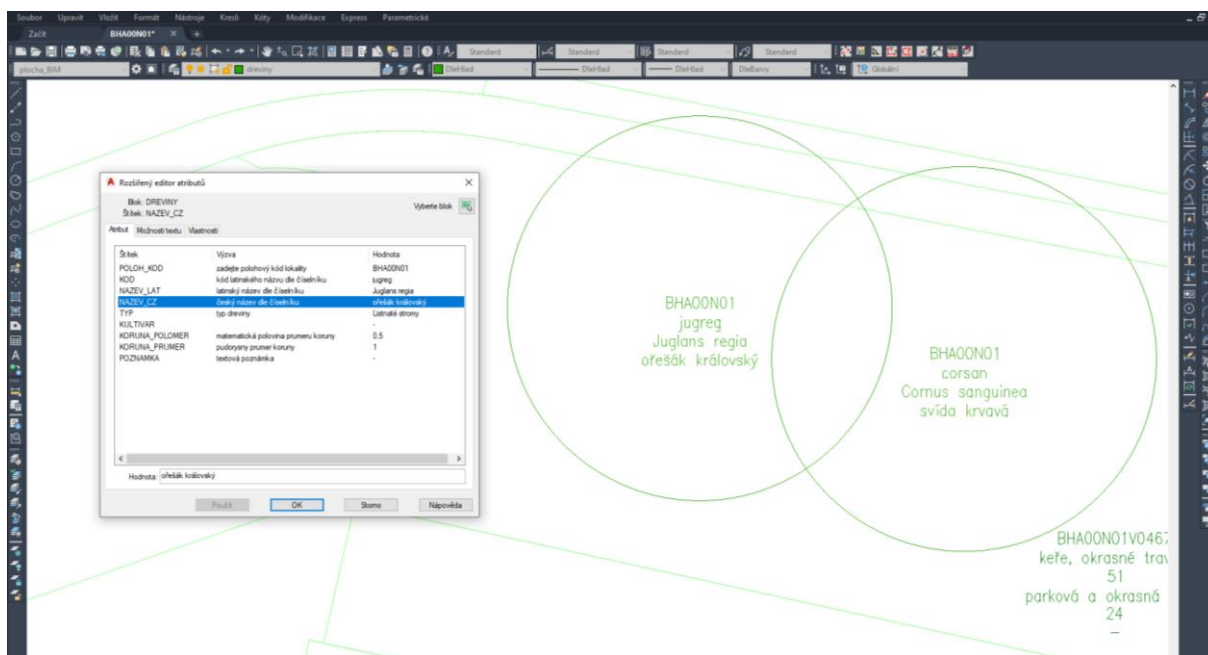 Soubor Upravit Vložit Formát Nástroje Kresli Kóty Modifikace Express Parametrické
Začít BHA00N01* +
Standard Standard Standard Standard
plocha_BIM dreviny DleHlad DleHlad DleHlad DleBarvy Globální
Rozšířený editor atributů
Blok: DREVINY
Štítek: NAZEV_CZ
Vyberte blok
Atribut Možnosti textu Vlastnosti
Štítek Výzva Hodnota
POLOH_KOD zadejte polohový kód lokality BHA00N01
KOD kód latinského názvu dle číselníku jugreg
NAZEV_LAT latinský název dle číselníku Juglans regia
NAZEV_CZ český název dle číselníku ořešák královský
TYP typ dreviny Listnaté stromy
KULTIVAR -
KORUNA_POLOMER matematická polovina prumeru koruny 0,5
KORUNA_PRUMER pudorysny prumer koruny 1
POZNAMKA textová poznámka -
Hodnota: ořešák královský
Použít OK Storno Nápověda
BHA00N01
jugreg
Juglans regia
ořešák královský
BHA00N01
corsan
Cornus sanguinea
svída krvavá
BHA00N01V0467
keře, okrasné trav
51
parková a okrasná
24
–